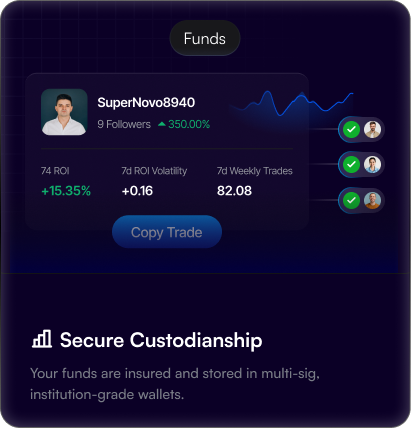 Funds
SuperNovo8940
9 Followers 350.00%
74 ROI 7d ROI Volatility 7d Weekly Trades
+15.35% +0.16 82.08
Copy Trade
Secure Custodianship
Your funds are insured and stored in multi-sig,
institution-grade wallets.